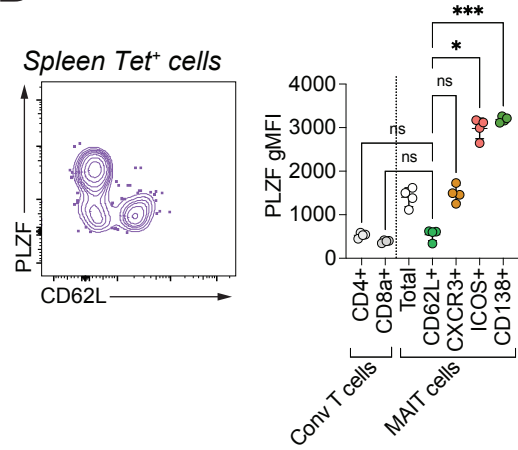 Spleen Tet⁺ cells
PLZF
CD62L
***
*
ns
ns
ns
PLZF gMFI
4000
3000
2000
1000
0
CD4+
CD8a+
Total
CD62L+
CXCR3+
ICOS+
CD138+
Conv T cells
MAIT cells